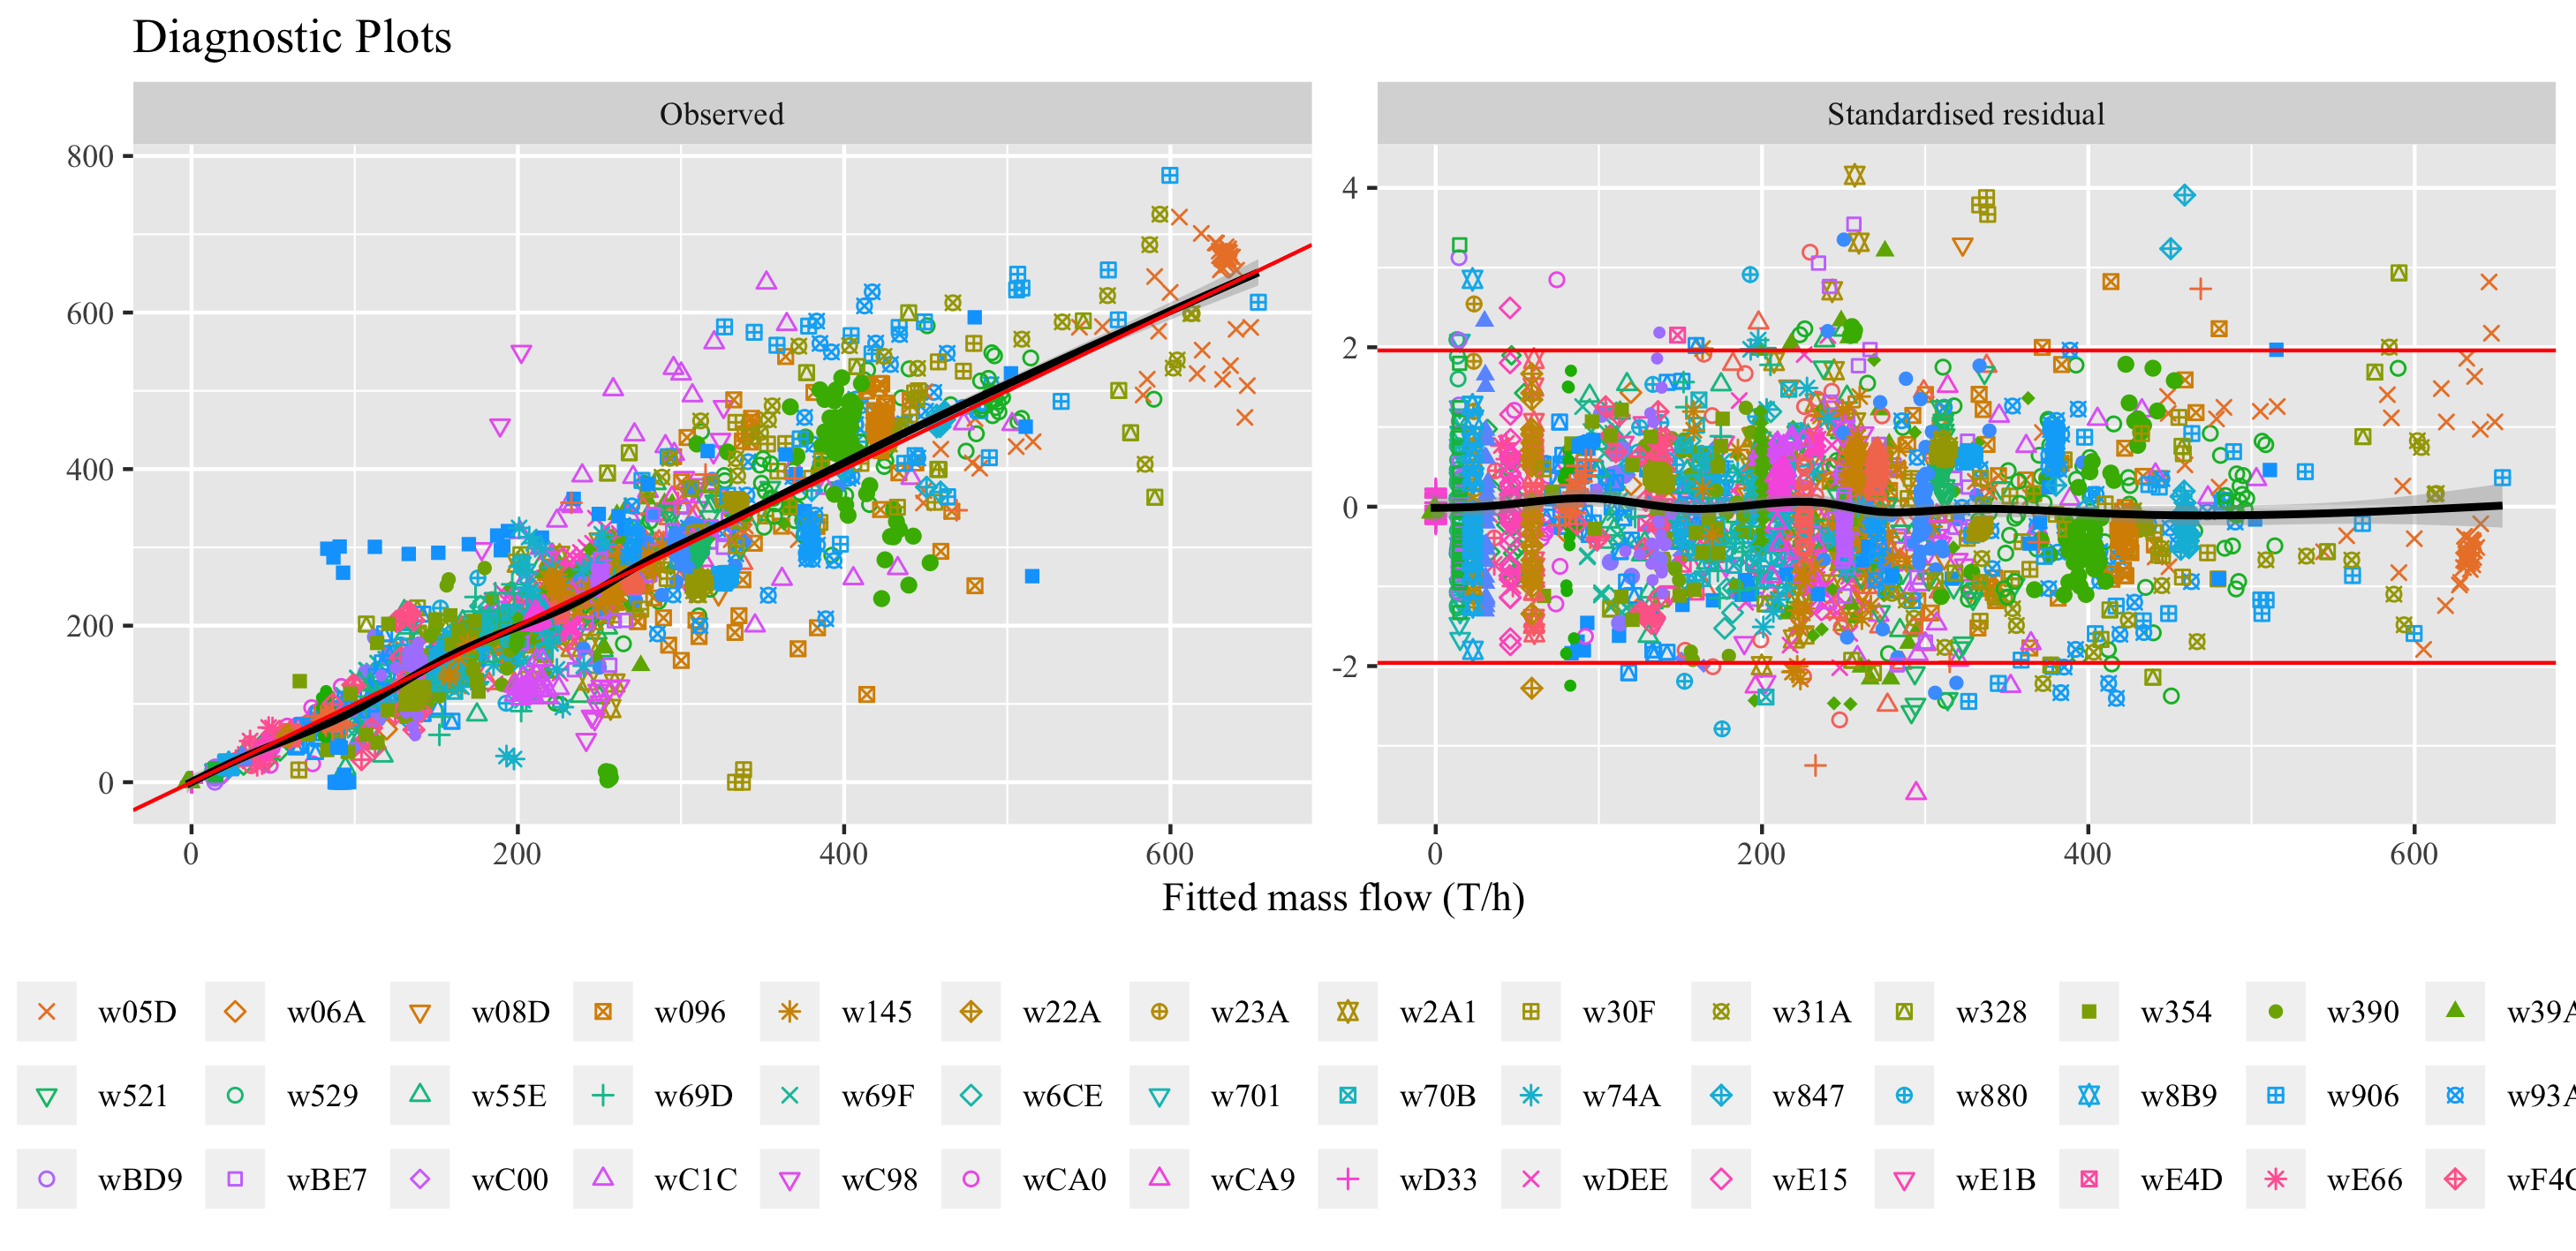 Diagnostic Plots
Observed
Standardised residual
800
600
400
200
0
4
2
0
-2
0 200 400 600
0 200 400 600
Fitted mass flow (T/h)
w05D w06A w08D w096 w145 w22A w23A w2A1 w30F w31A w328 w354 w390
w521 w529 w55E w69D w69F w6CE w701 w70B w74A w847 w880 w8B9 w906
wBD9 wBE7 wC00 wC1C wC98 wCA0 wCA9 wD33 wDEE wE15 wE1B wE4D wE66